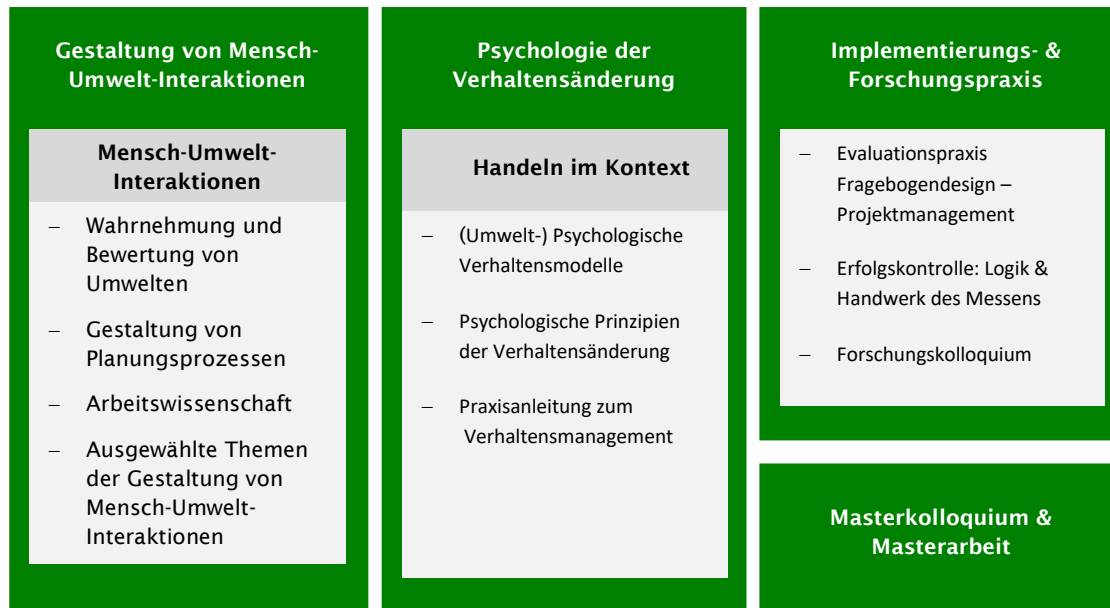 Gestaltung von Mensch-
Umwelt-Interaktionen
Mensch-Umwelt-
Interaktionen
– Wahrnehmung und
Bewertung von
Umwelten
– Gestaltung von
Planungsprozessen
– Arbeitswissenschaft
– Ausgewählte Themen
der Gestaltung von
Mensch-Umwelt-
Interaktionen
Psychologie der
Verhaltensänderung
Handeln im Kontext
– (Umwelt-) Psychologische
Verhaltensmodelle
– Psychologische Prinzipien
der Verhaltensänderung
– Praxisanleitung zum
Verhaltensmanagement
Implementierungs- &
Forschungspraxis
– Evaluationspraxis
Fragebogendesign –
Projektmanagement
– Erfolgskontrolle: Logik &
Handwerk des Messens
– Forschungskolloquium
Masterkolloquium &
Masterarbeit